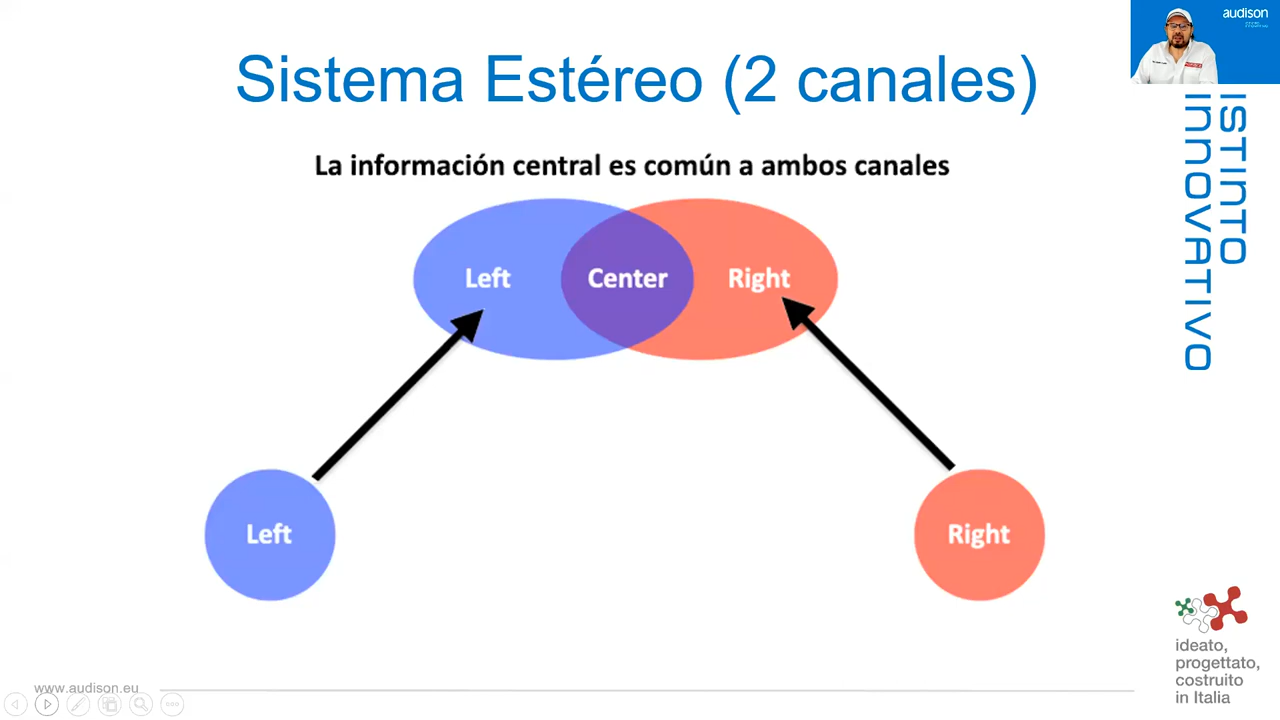 Sistema Estéreo (2 canales)
audison
La información central es común a ambos canales
ISTINTO
INNOVATIVO
Left
Center
Right
Left
Right
ideato,
progettato,
costruito
in Italia
www.audison.eu